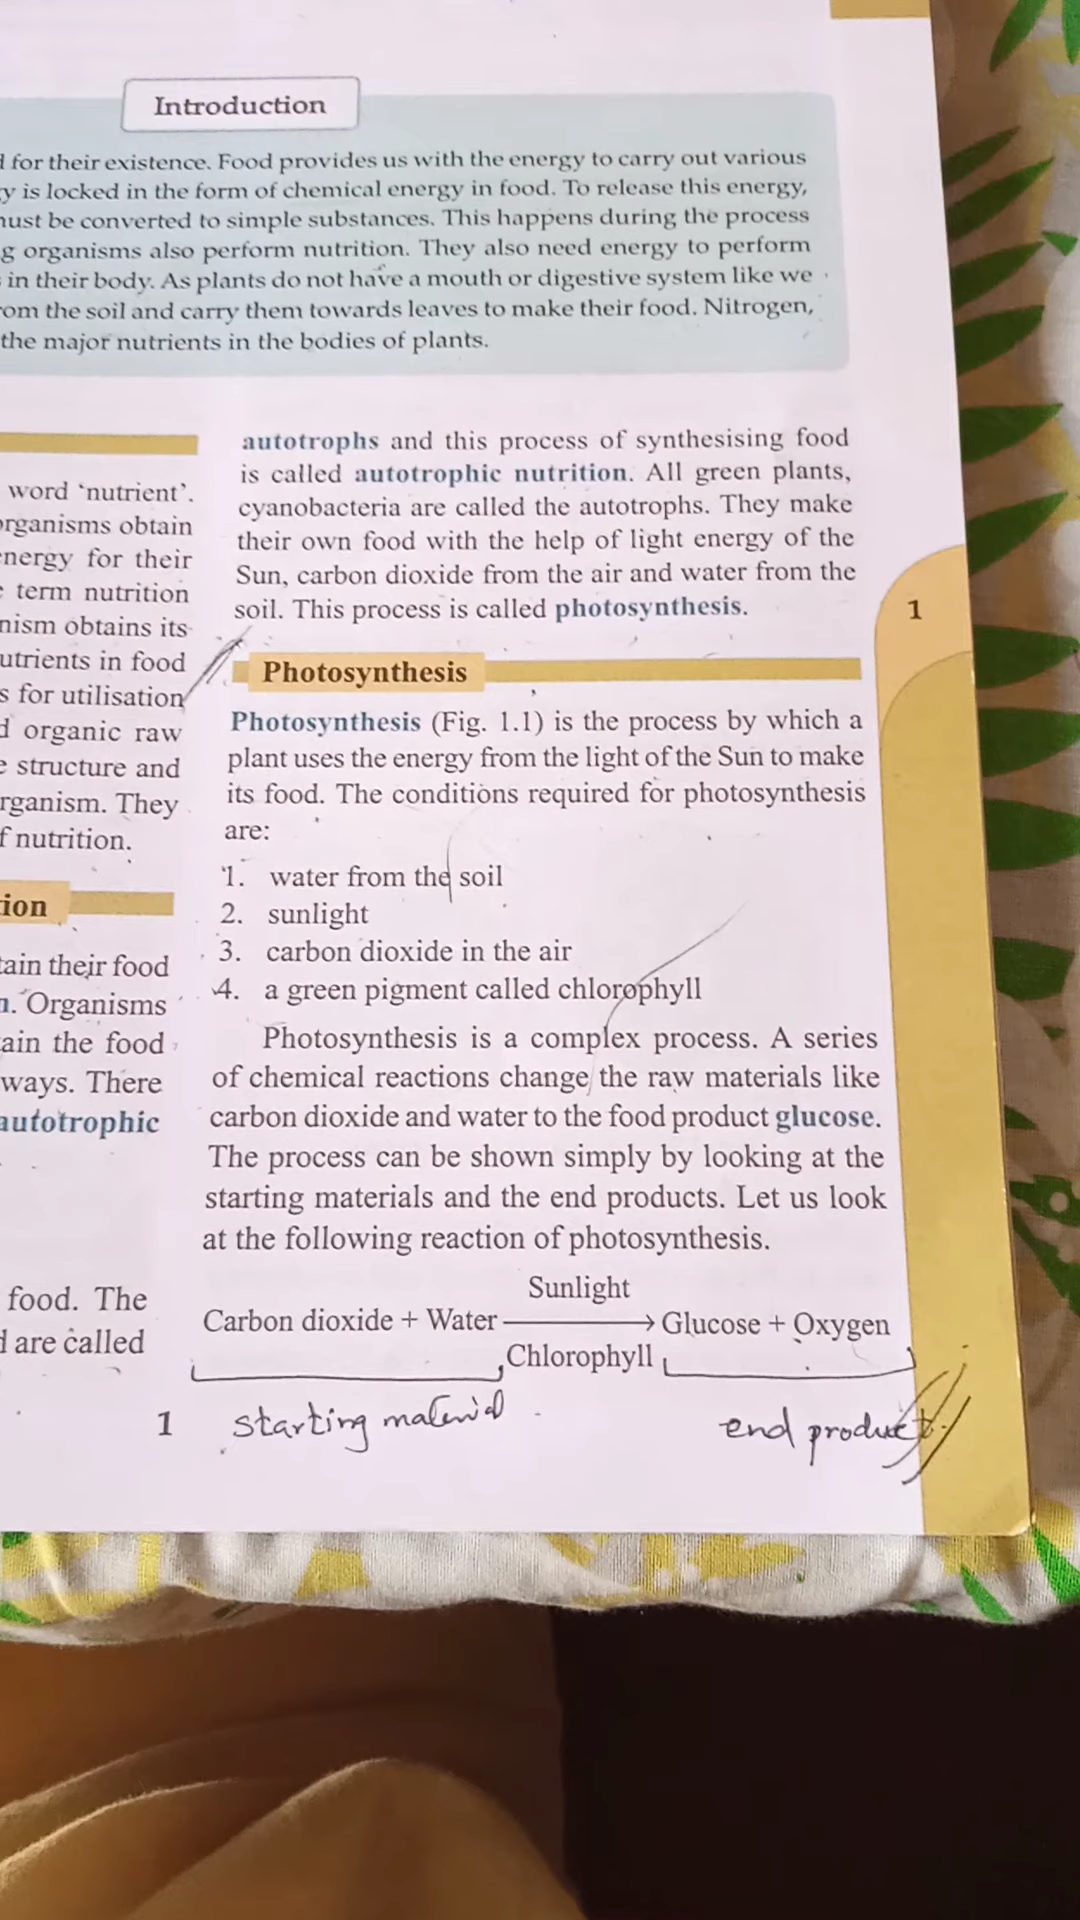 Introduction
for their existence. Food provides us with the energy to carry out various
y is locked in the form of chemical energy in food. To release this energy,
ust be converted to simple substances. This happens during the process
g organisms also perform nutrition. They also need energy to perform
in their body. As plants do not have a mouth or digestive system like we
om the soil and carry them towards leaves to make their food. Nitrogen,
the major nutrients in the bodies of plants.
word ‘nutrient’.
organisms obtain
energy for their
term nutrition
nism obtains its
utrients in food
s for utilisation
organic raw
structure and
rganism. They
f nutrition.
ion
tain their food
n. Organisms
ain the food
ways. There
autotrophic
food. The
are called
1
autotrophs and this process of synthesising food
is called autotrophic nutrition. All green plants,
cyanobacteria are called the autotrophs. They make
their own food with the help of light energy of the
Sun, carbon dioxide from the air and water from the
soil. This process is called photosynthesis.
1
Photosynthesis
Photosynthesis (Fig. 1.1) is the process by which a
plant uses the energy from the light of the Sun to make
its food. The conditions required for photosynthesis
are:
1. water from the soil
2. sunlight
3. carbon dioxide in the air
4. a green pigment called chlorophyll
Photosynthesis is a complex process. A series
of chemical reactions change the raw materials like
carbon dioxide and water to the food product glucose.
The process can be shown simply by looking at the
starting materials and the end products. Let us look
at the following reaction of photosynthesis.
Sunlight
Carbon dioxide + Water → Glucose + Oxygen
Chlorophyll
starting material end product